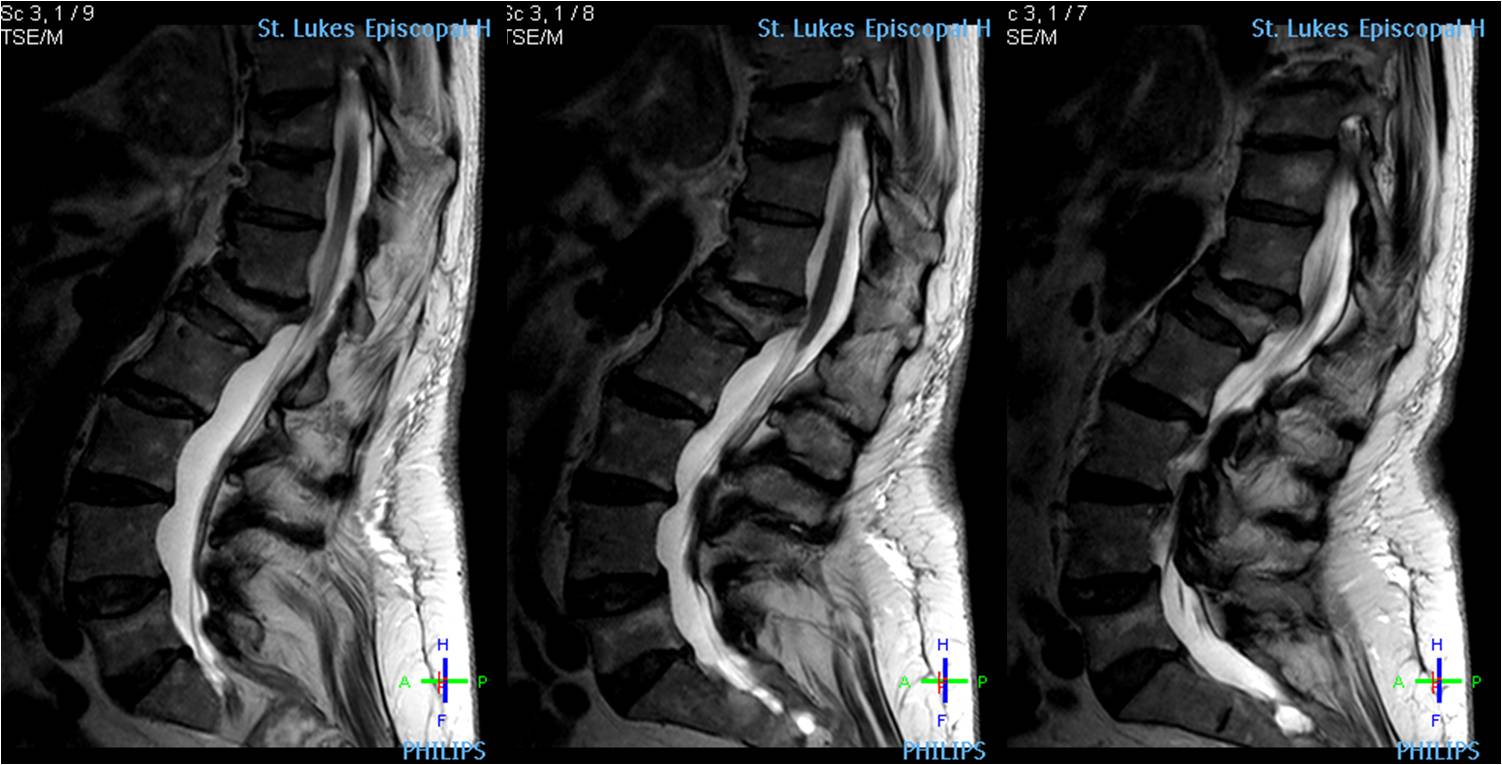 Sc 3, 1 / 9
TSE/M
St. Lukes Episcopal H
H
A
P
F
PHILIPS
Sc 3, 1 / 8
TSE/M
St. Lukes Episcopal H
H
A
P
F
PHILIPS
c 3, 1 / 7
SE/M
St. Lukes Episcopal H
H
A
P
F
PHILIPS